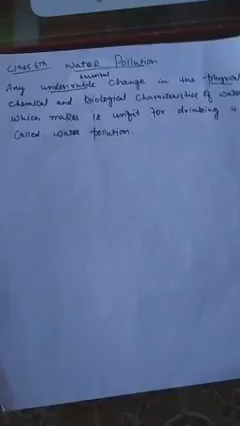 Class 6th Water Pollution
Any undesirable change in the physical
chemical and Biological characteristics of water
which makes it unfit for drinking is
called water pollution.